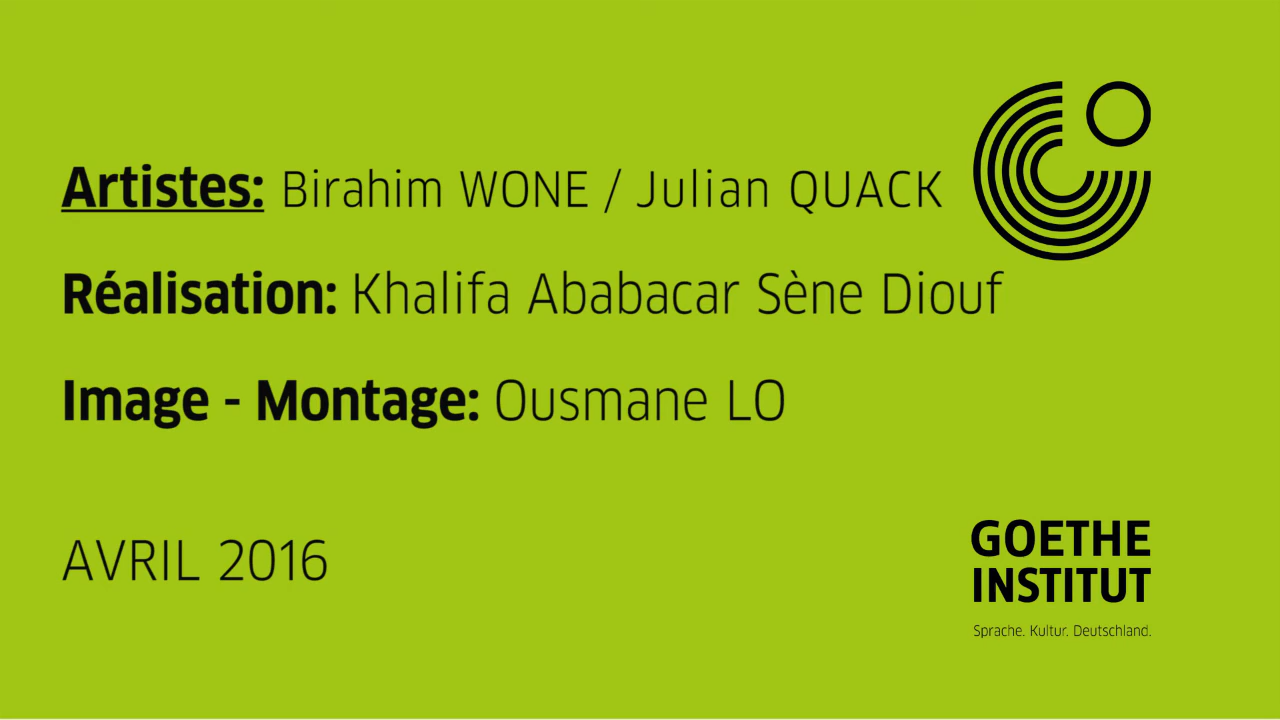 Artistes: Birahim WONE / Julian QUACK
Réalisation: Khalifa Ababacar Sène Diouf
Image - Montage: Ousmane LO
AVRIL 2016
GOETHE
INSTITUT
Sprache. Kultur. Deutschland.